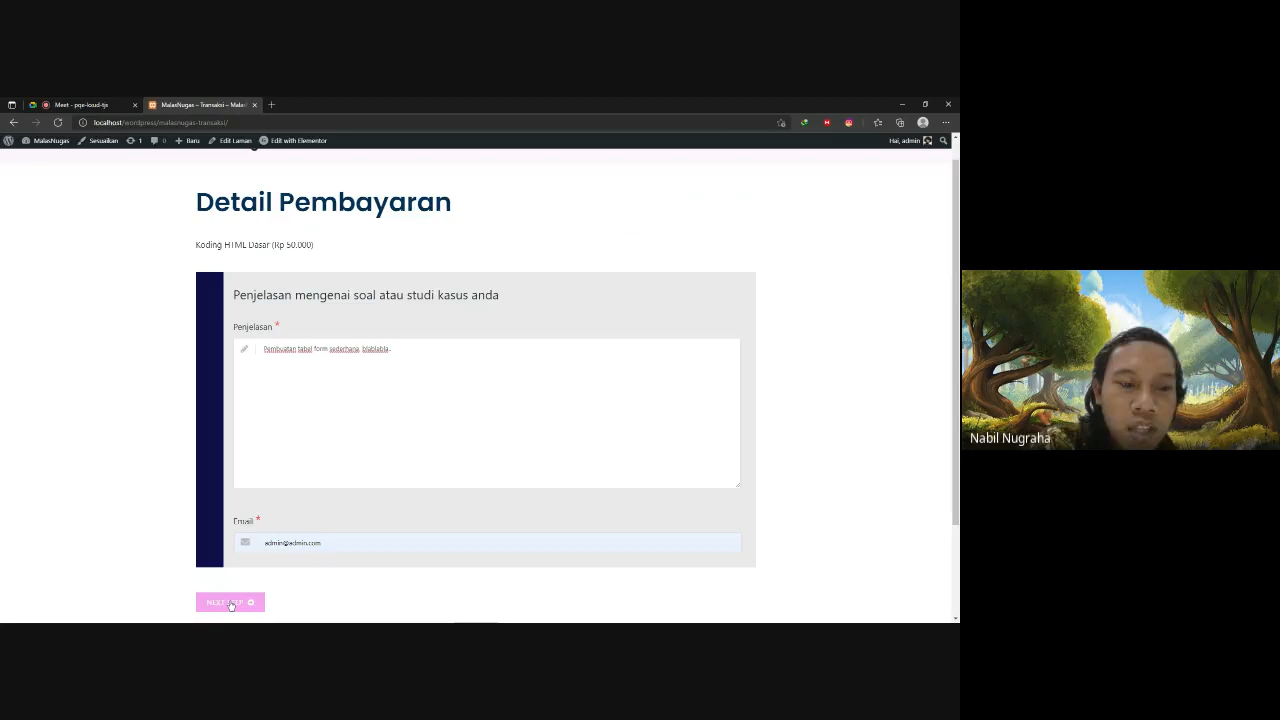 Meet - pqe-ioud-tjs
MalasNugas – Transaksi – Malas
localhost/wordpress/malasnugas-transaksi/
MalasNugas Sesuaikan 1 0 Baru Edit Laman Edit with Elementor Hai, admin
Detail Pembayaran
Koding HTML Dasar (Rp 50.000)
Penjelasan mengenai soal atau studi kasus anda
Penjelasan *
Pembuatan tabel form sederhana, blablabla..
Email *
admin@admin.com
NEXT STEP
Nabil Nugraha